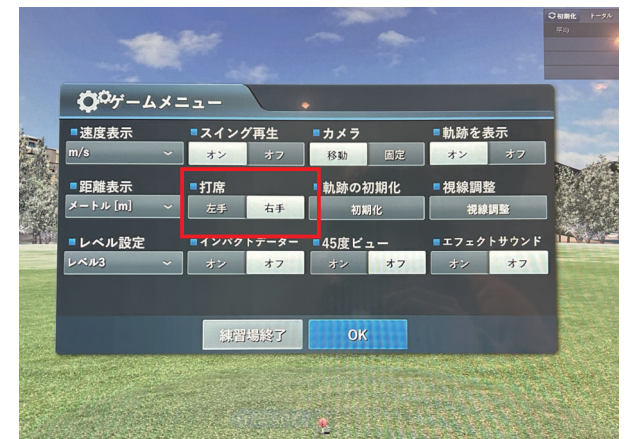 初期化 トータル
平均
ゲームメニュー
速度表示 スイング再生 カメラ 軌跡を表示
m/s オン オフ 移動 固定 オン オフ
距離表示 打席 軌跡の初期化 視線調整
メートル [m] 左手 右手 初期化 視線調整
レベル設定 インパクトデーター 45度ビュー エフェクトサウンド
レベル3 オン オフ オン オフ オン オフ
練習場終了 OK